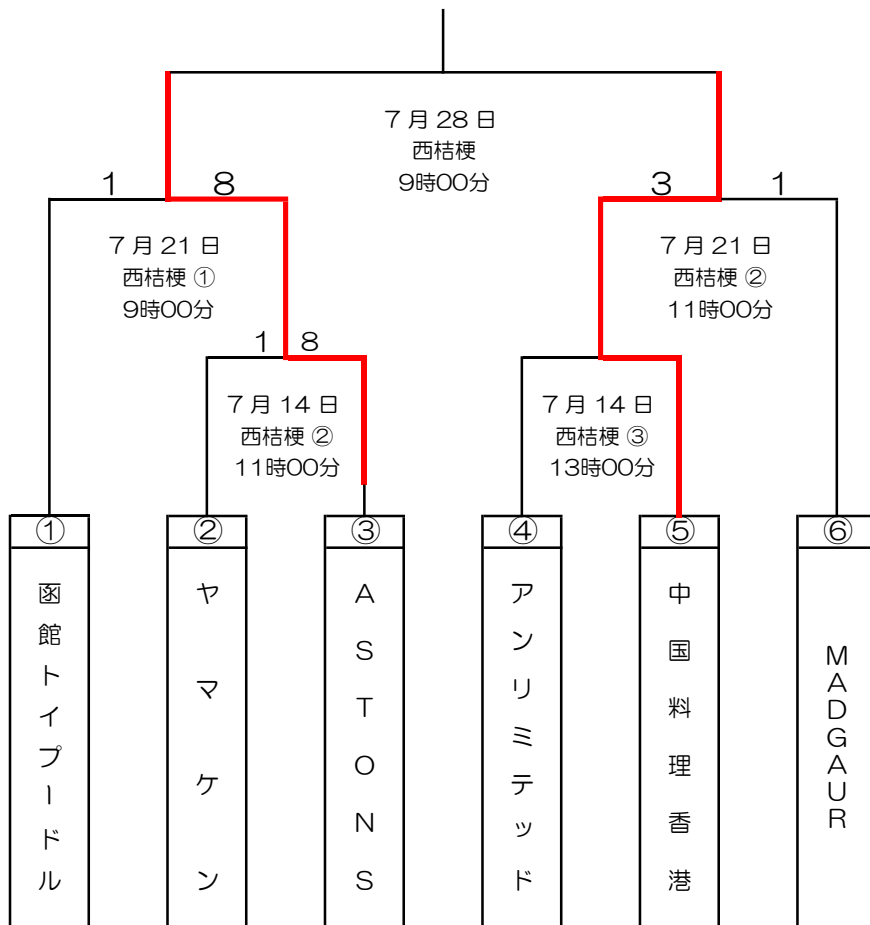 7月28日
西桔梗
9時00分
1 8
3 1
7月21日
西桔梗 ①
9時00分
7月21日
西桔梗 ②
11時00分
1 8
7月14日
西桔梗 ②
11時00分
7月14日
西桔梗 ③
13時00分
①
②
③
④
⑤
⑥
函館トイプードル
ヤマケン
ASTONS
アンリミテッド
中国料理香港
MADGAUR